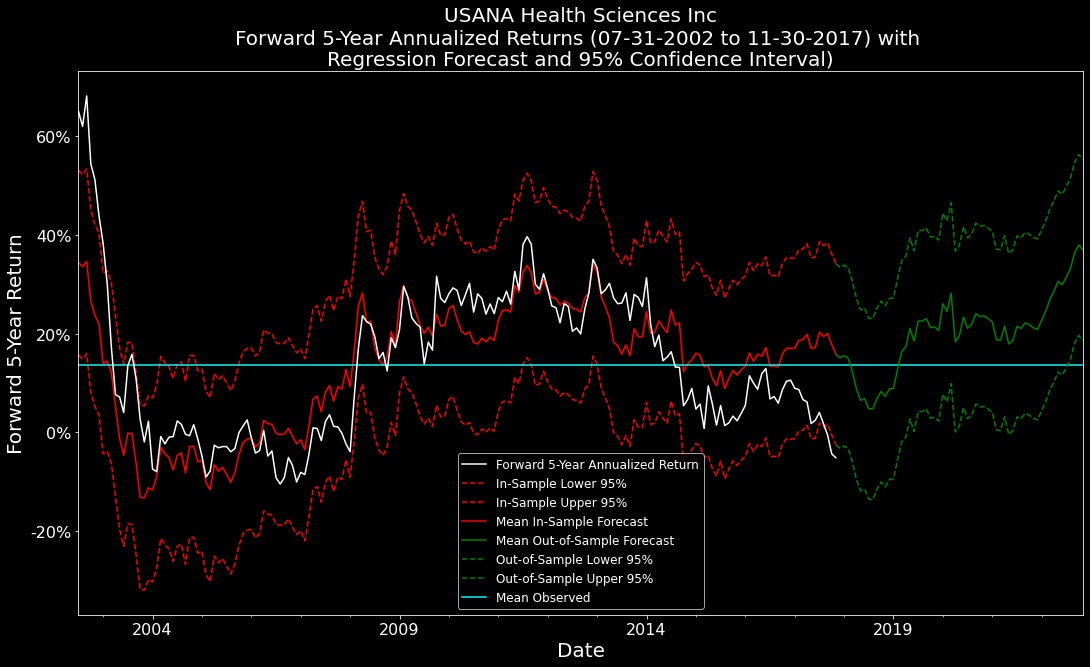 USANA Health Sciences Inc
Forward 5-Year Annualized Returns (07-31-2002 to 11-30-2017) with
Regression Forecast and 95% Confidence Interval)
Forward 5-Year Return
60%
40%
20%
0%
-20%
Forward 5-Year Annualized Return
In-Sample Lower 95%
In-Sample Upper 95%
Mean In-Sample Forecast
Mean Out-of-Sample Forecast
Out-of-Sample Lower 95%
Out-of-Sample Upper 95%
Mean Observed
2004
2009
2014
2019
Date